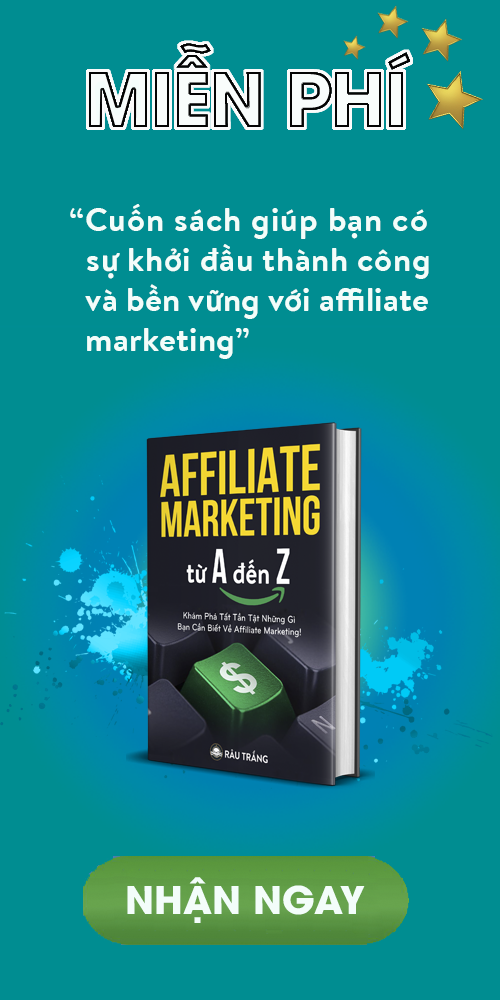 MIỄN PHÍ
“Cuốn sách giúp bạn có
sự khởi đầu thành công
và bền vững với affiliate
marketing”
AFFILIATE
MARKETING
từ A đến Z
Khám Phá Tất Tần Tật Những Gì
Bạn Cần Biết Về Affiliate Marketing!
$
N
RÂU TRẮNG
NHẬN NGAY